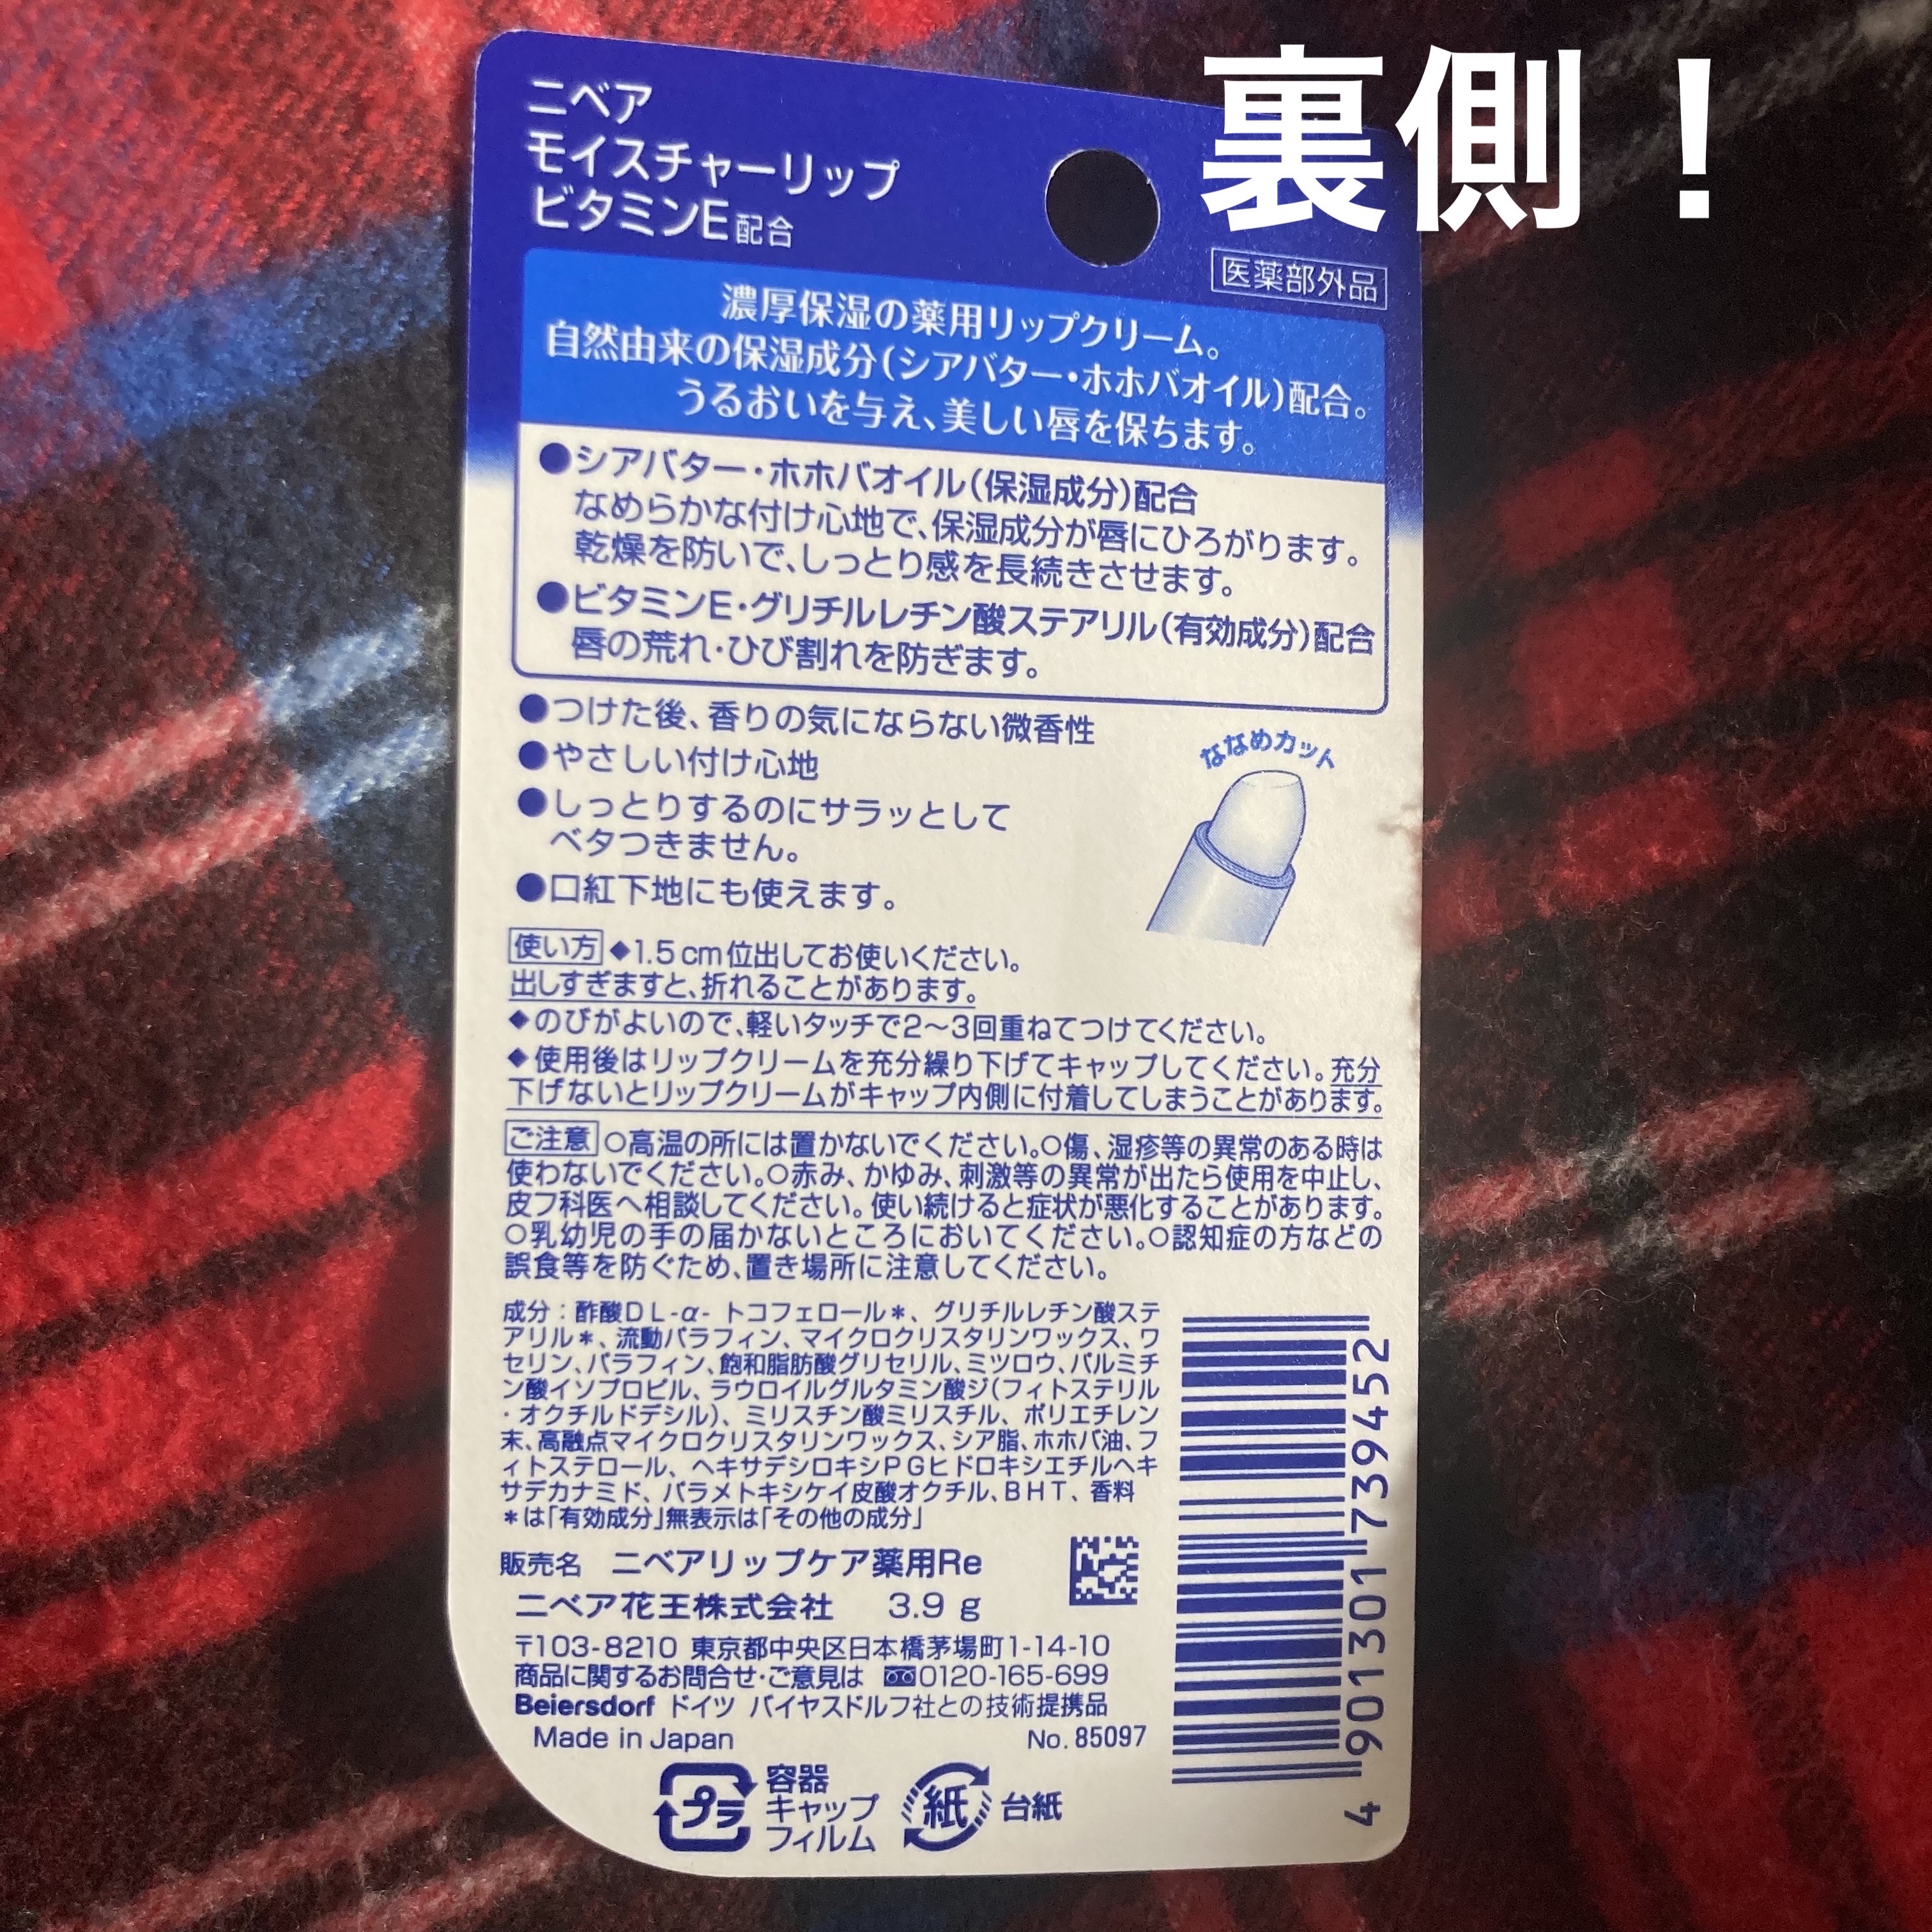 裏側！
ニベア
モイスチャーリップ
ビタミンE配合
医薬部外品
濃厚保湿の薬用リップクリーム。
自然由来の保湿成分(シアバター・ホホバオイル)配合。
うるおいを与え、美しい唇を保ちます。
●シアバター・ホホバオイル(保湿成分)配合
なめらかな付け心地で、保湿成分が唇にひろがります。
乾燥を防いで、しっとり感を長続きさせます。
●ビタミンE・グリチルレチン酸ステアリル(有効成分)配合
唇の荒れ・ひび割れを防ぎます。
●つけた後、香りの気にならない微香性
●やさしい付け心地
●しっとりするのにサラッとして
ベタつきません。
●口紅下地にも使えます。
ななめカット
使い方 ◆1.5cm位出してお使いください。
出しすぎますと、折れることがあります。
◆のびがよいので、軽いタッチで2～3回重ねてつけてください。
◆使用後はリップクリームを充分繰り下げてキャップしてください。充分
下げないとリップクリームがキャップ内側に付着してしまうことがあります。
ご注意 ○高温の所には置かないでください。○傷、湿疹等の異常のある時は
使わないでください。○赤み、かゆみ、刺激等の異常が出たら使用を中止し、
皮フ科医へ相談してください。使い続けると症状が悪化することがあります。
○乳幼児の手の届かないところにおいてください。○認知症の方などの
誤食等を防ぐため、置き場所に注意してください。
成分：酢酸DL-α-トコフェロール＊、グリチルレチン酸ステ
アリル＊、流動パラフィン、マイクロクリスタリンワックス、ワ
セリン、パラフィン、飽和脂肪酸グリセリル、ミツロウ、パルミチ
ン酸イソプロピル、ラウロイルグルタミン酸ジ(フィトステリル
・オクチルドデシル)、ミリスチン酸ミリスチル、ポリエチレン
末、高融点マイクロクリスタリンワックス、シア脂、ホホバ油、フ
ィトステロール、ヘキサデシロキシPGヒドロキシエチルヘキ
サデカナミド、パラメトキシケイ皮酸オクチル、BHT、香料
＊は「有効成分」無表示は「その他の成分」
販売名 ニベアリップケア薬用Re
ニベア花王株式会社 3.9g
〒103-8210 東京都中央区日本橋茅場町1-14-10
商品に関するお問合せ・ご意見は 0120-165-699
Beiersdorf ドイツ バイヤスドルフ社との技術提携品
Made in Japan No.85097
プラ 容器
キャップ
フィルム
紙 台紙
4 901301 739452